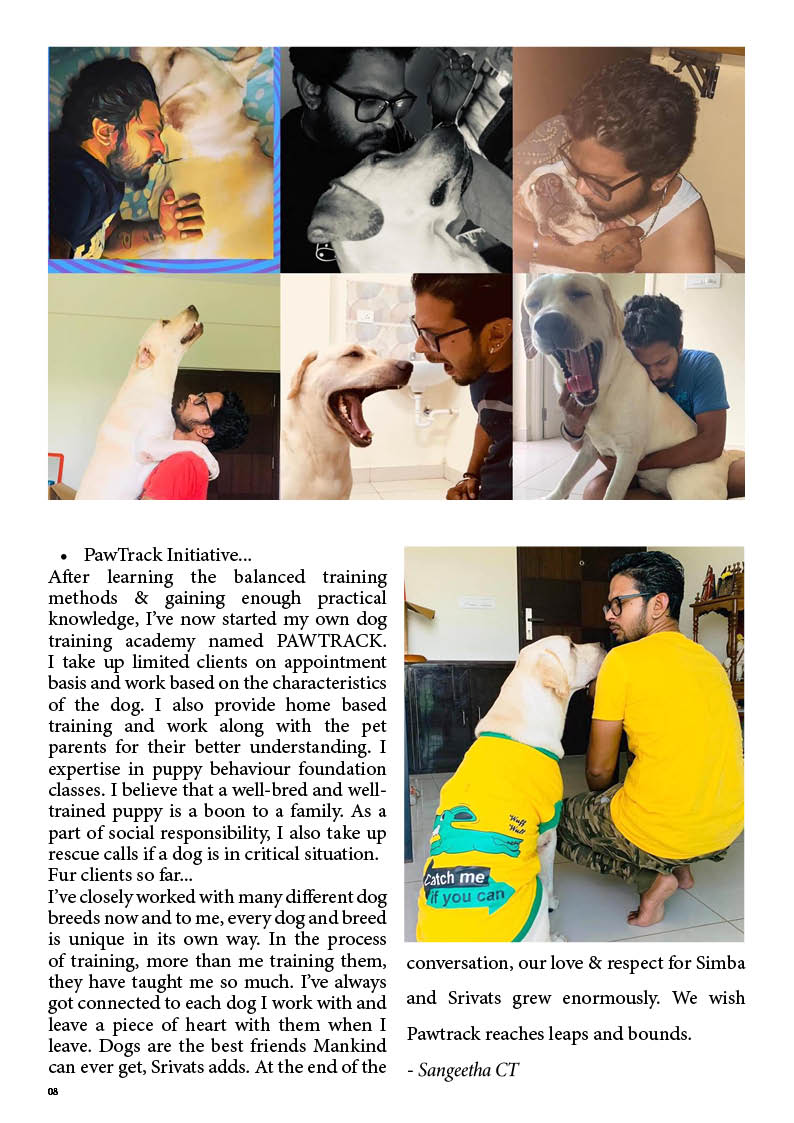 • PawTrack Initiative...
After learning the balanced training
methods & gaining enough practical
knowledge, I've now started my own dog
training academy named PAWTRACK.
I take up limited clients on appointment
basis and work based on the characteristics
of the dog. I also provide home based
training and work along with the pet
parents for their better understanding. I
expertise in puppy behaviour foundation
classes. I believe that a well-bred and well-
trained puppy is a boon to a family. As a
part of social responsibility, I also take up
rescue calls if a dog is in critical situation.
Fur clients so far...
I've closely worked with many different dog
breeds now and to me, every dog and breed
is unique in its own way. In the process
of training, more than me training them,
they have taught me so much. I've always
got connected to each dog I work with and
leave a piece of heart with them when I
leave. Dogs are the best friends Mankind
can ever get, Srivats adds. At the end of the
Wuff
Wuff
Catch me
if you can
conversation, our love & respect for Simba
and Srivats grew enormously. We wish
Pawtrack reaches leaps and bounds.
- Sangeetha CT
08